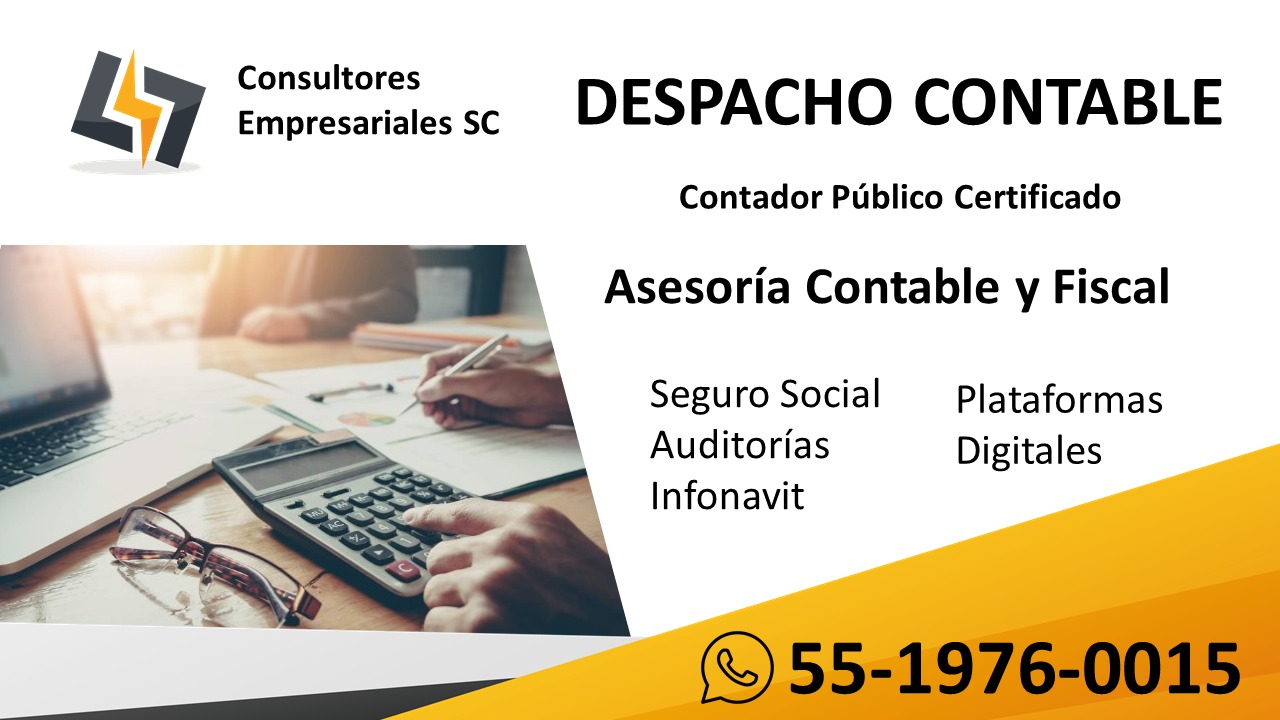 Consultores
Empresariales SC
DESPACHO CONTABLE
Contador Público Certificado
Asesoría Contable y Fiscal
Seguro Social
Auditorías
Infonavit
Plataformas
Digitales
55-1976-0015